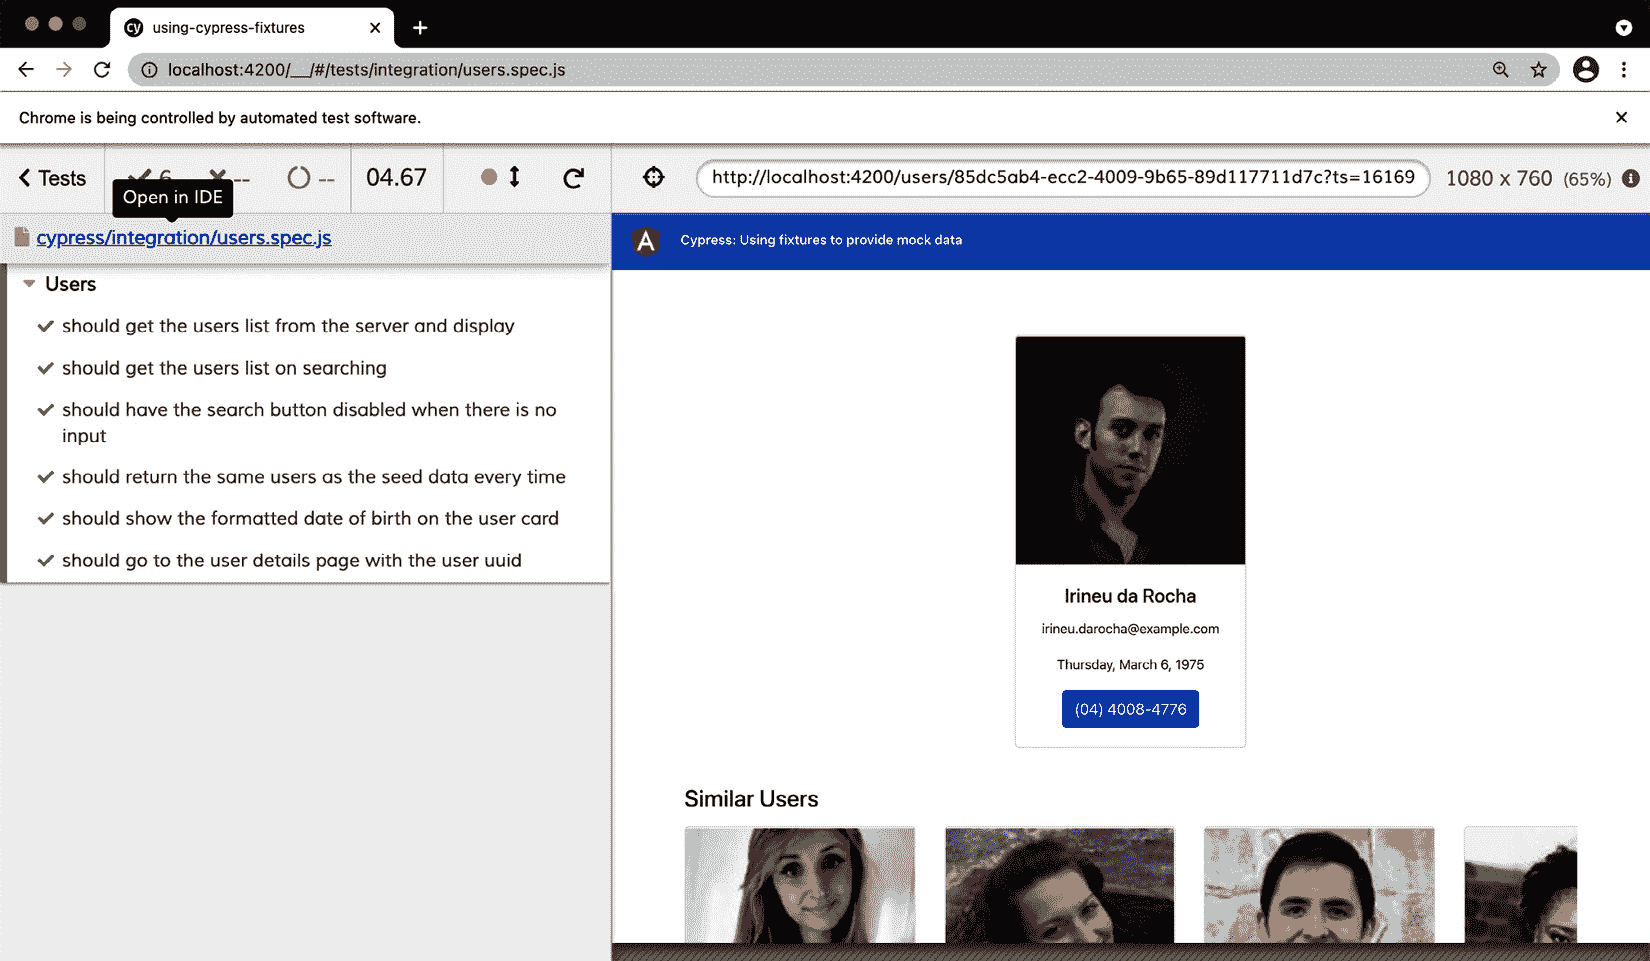 using-cypress-fixtures
localhost:4200/__/#/tests/integration/users.spec.js
Chrome is being controlled by automated test software.
Tests
6
--
--
04.67
http://localhost:4200/users/85dc5ab4-ecc2-4009-9b65-89d117711d7c?ts=16169
1080 x 760 (65%)
Open in IDE
cypress/integration/users.spec.js
Cypress: Using fixtures to provide mock data
Users
should get the users list from the server and display
should get the users list on searching
should have the search button disabled when there is no
input
should return the same users as the seed data every time
should show the formatted date of birth on the user card
should go to the user details page with the user uuid
Irineu da Rocha
irineu.darocha@example.com
Thursday, March 6, 1975
(04) 4008-4776
Similar Users